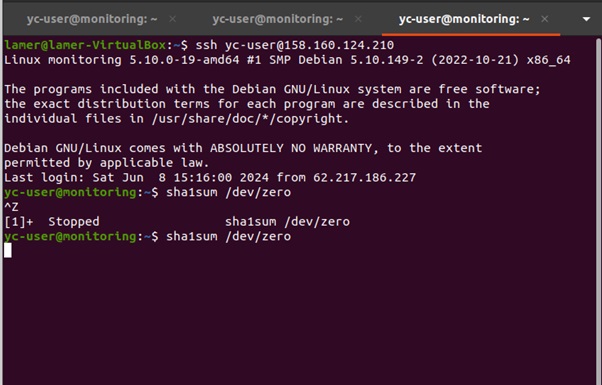 yc-user@monitoring: ~ × yc-user@monitoring: ~ × yc-user@monitoring: ~ ×
lamer@lamer-VirtualBox:~$ ssh yc-user@158.160.124.210
Linux monitoring 5.10.0-19-amd64 #1 SMP Debian 5.10.149-2 (2022-10-21) x86_64
The programs included with the Debian GNU/Linux system are free software;
the exact distribution terms for each program are described in the
individual files in /usr/share/doc/*/copyright.
Debian GNU/Linux comes with ABSOLUTELY NO WARRANTY, to the extent
permitted by applicable law.
Last login: Sat Jun  8 15:16:00 2024 from 62.217.186.227
yc-user@monitoring:~$ sha1sum /dev/zero
^Z
[1]+  Stopped                 sha1sum /dev/zero
yc-user@monitoring:~$ sha1sum /dev/zero